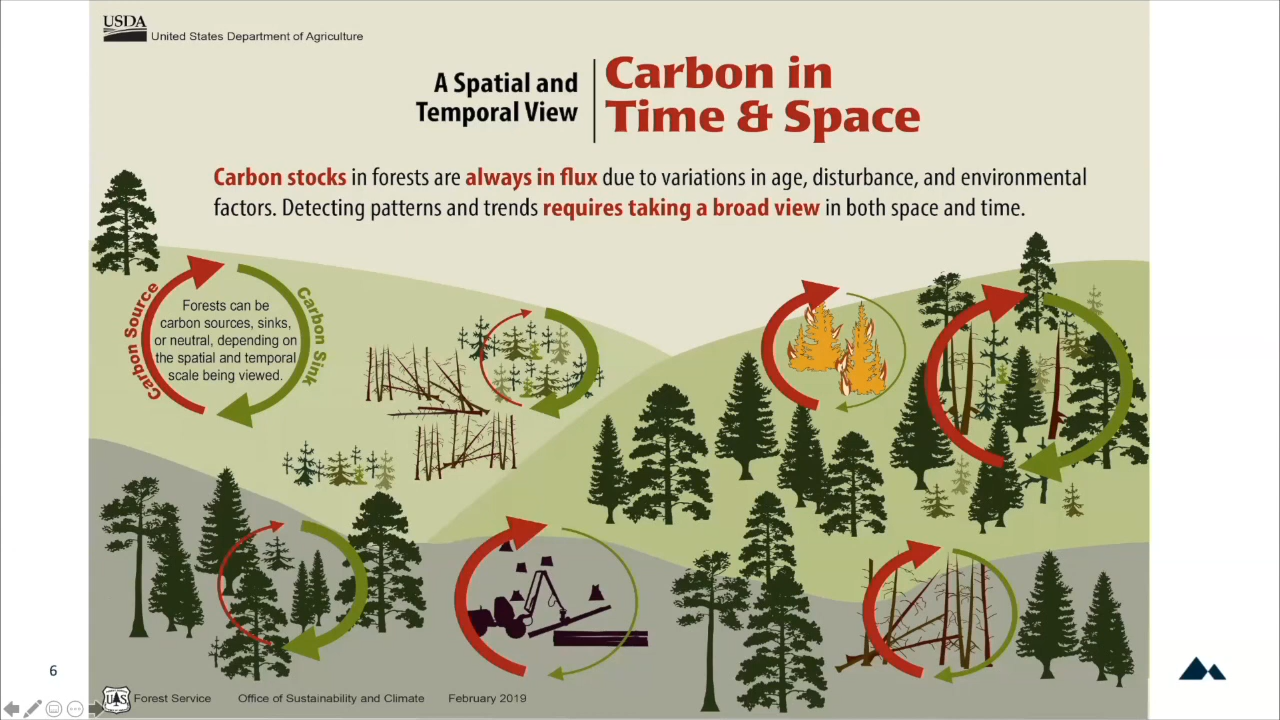 USDA
United States Department of Agriculture
A Spatial and
Temporal View
Carbon in
Time & Space
Carbon stocks in forests are always in flux due to variations in age, disturbance, and environmental
factors. Detecting patterns and trends requires taking a broad view in both space and time.
Carbon Source
Forests can be
carbon sources, sinks,
or neutral, depending on
the spatial and temporal
scale being viewed.
Carbon Sink
6
UAS
Forest Service
Office of Sustainability and Climate
February 2019